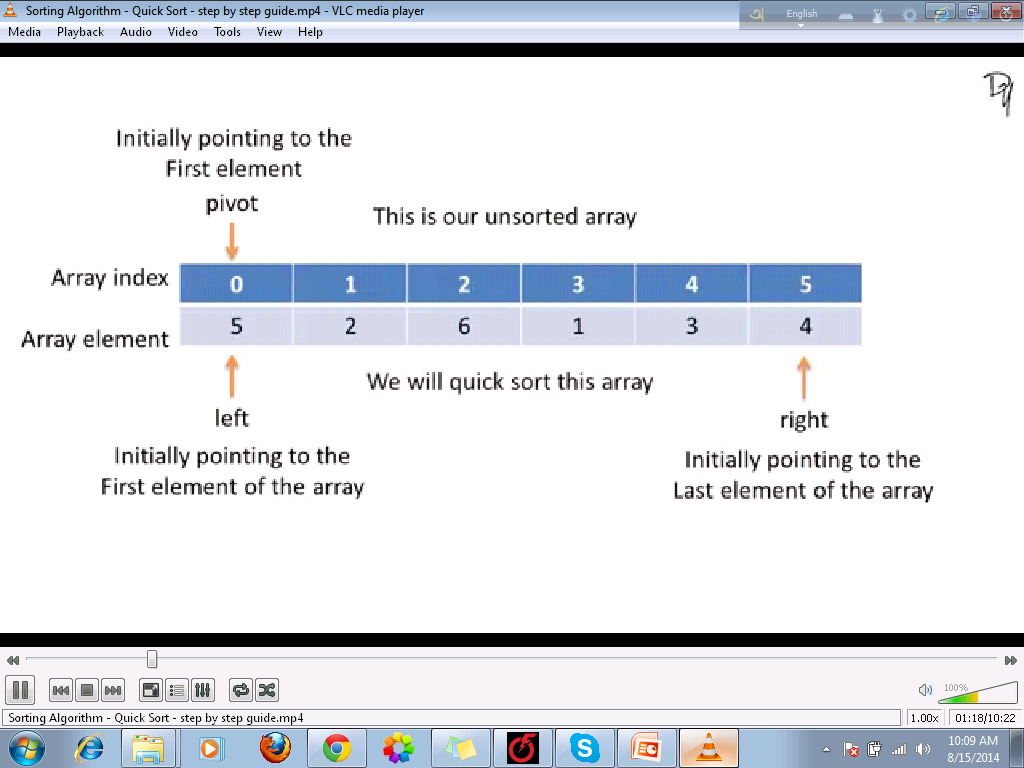 Sorting Algorithm - Quick Sort - step by step guide.mp4 - VLC media player
English
Media Playback Audio Video Tools View Help
Initially pointing to the
First element
pivot
This is our unsorted array
Array index 0 1 2 3 4 5
Array element 5 2 6 1 3 4
We will quick sort this array
left
right
Initially pointing to the
First element of the array
Initially pointing to the
Last element of the array
100%
Sorting Algorithm - Quick Sort - step by step guide.mp4
1.00x
01:18/10:22
10:09 AM
8/15/2014